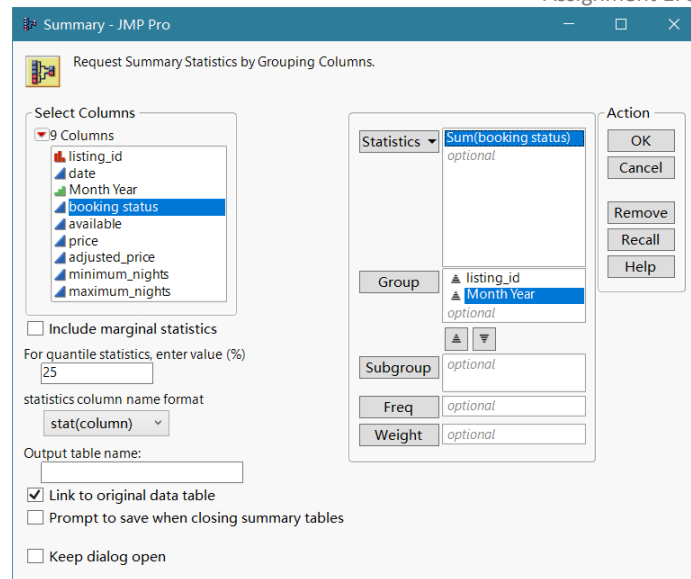 Summary - JMP Pro
Request Summary Statistics by Grouping Columns.
Select Columns
9 Columns
listing_id
date
Month Year
booking status
available
price
adjusted_price
minimum_nights
maximum_nights
Include marginal statistics
For quantile statistics, enter value (%)
25
statistics column name format
stat(column)
Output table name:
Link to original data table
Prompt to save when closing summary tables
Keep dialog open
Statistics
Sum(booking status)
optional
Group
listing_id
Month Year
optional
Subgroup
optional
Freq
optional
Weight
optional
Action
OK
Cancel
Remove
Recall
Help